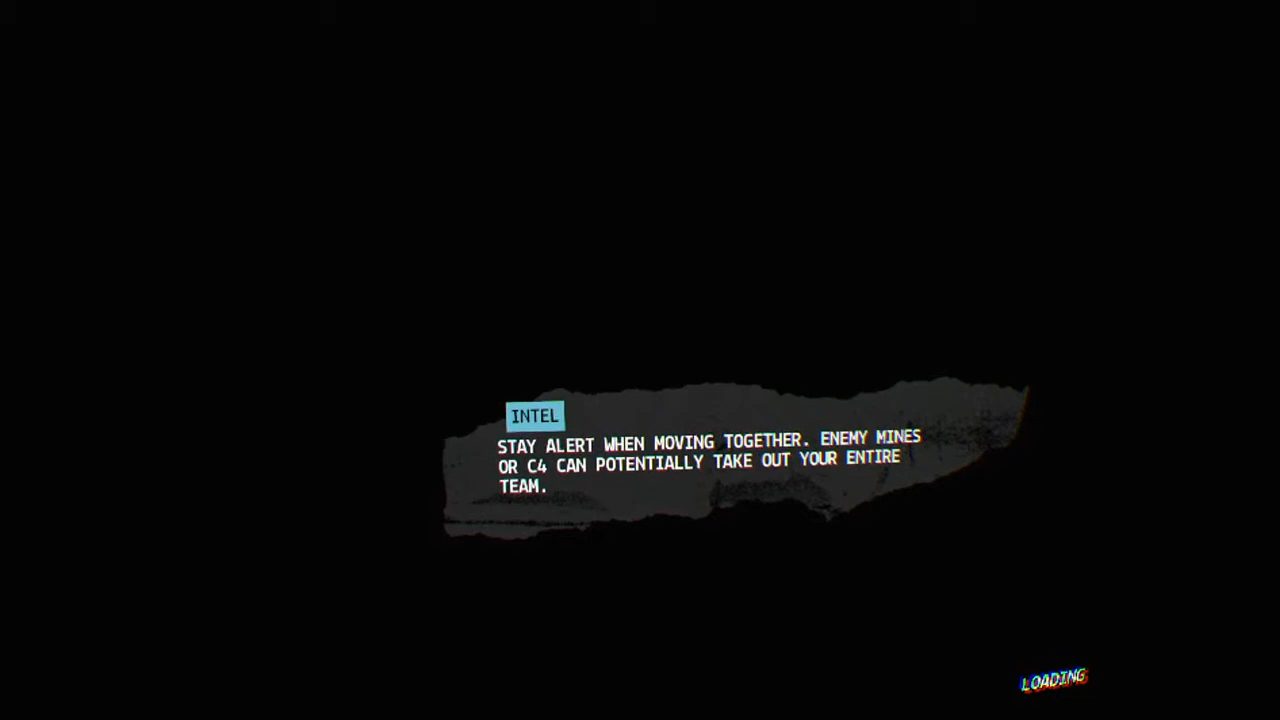 INTEL
STAY ALERT WHEN MOVING TOGETHER. ENEMY MINES
OR C4 CAN POTENTIALLY TAKE OUT YOUR ENTIRE
TEAM.
LOADING